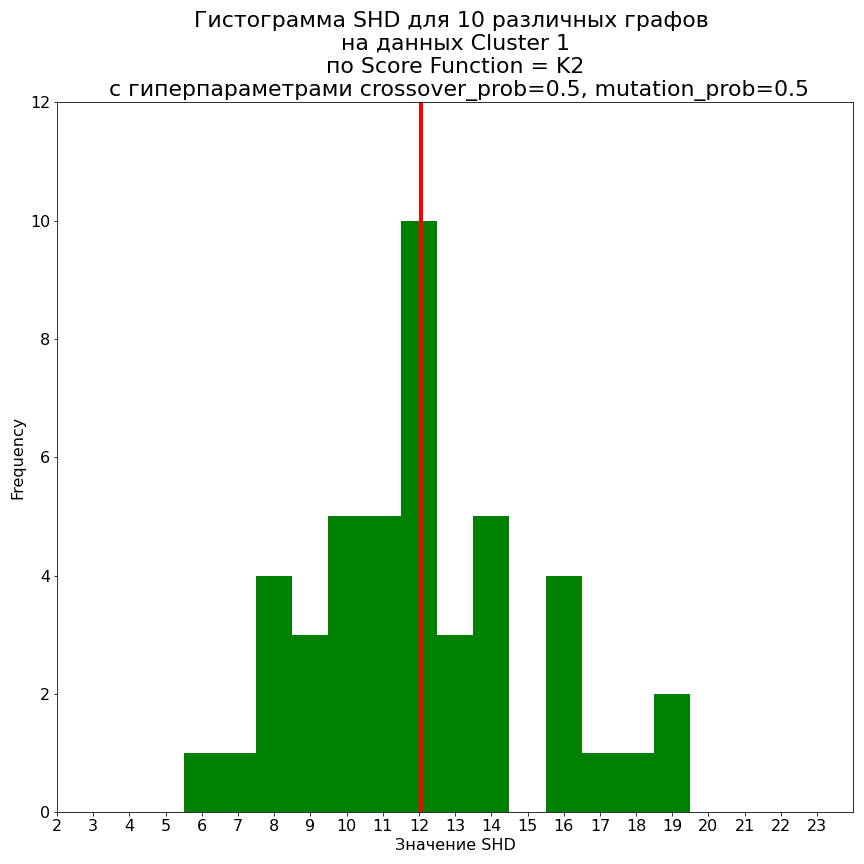 Гистограмма SHD для 10 различных графов
на данных Cluster 1
по Score Function = K2
с гиперпараметрами crossover_prob=0.5, mutation_prob=0.5
12
10
8
6
4
2
0
Frequency
2 3 4 5 6 7 8 9 10 11 12 13 14 15 16 17 18 19 20 21 22 23
Значение SHD